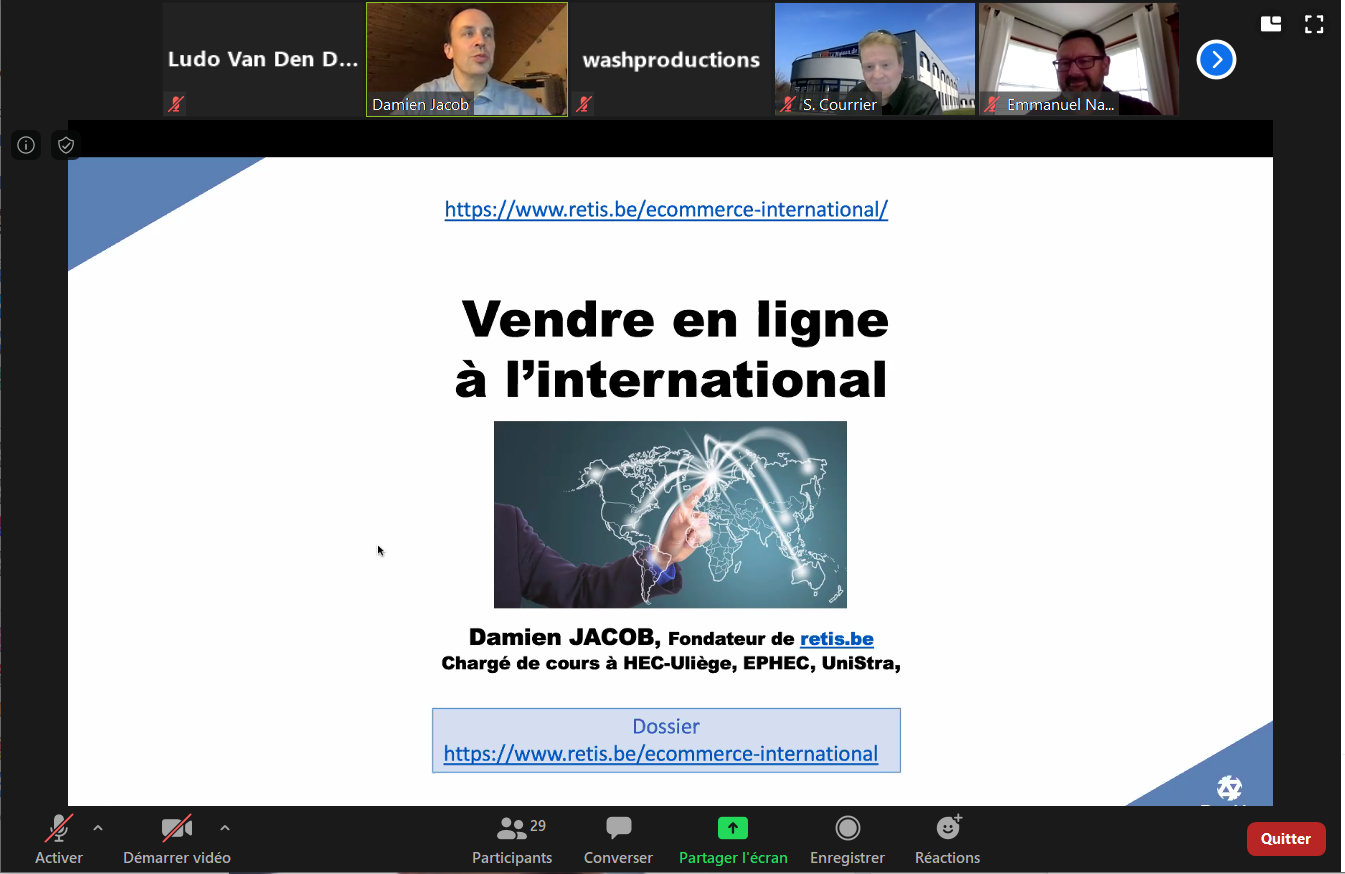 Ludo Van Den D...
Damien Jacob
washproductions
S. Courrier
Emmanuel Na...
https://www.retis.be/ecommerce-international/
Vendre en ligne
à l’international
Damien JACOB, Fondateur de retis.be
Chargé de cours à HEC-Uliège, EPHEC, UniStra,
Dossier
https://www.retis.be/ecommerce-international
Activer
Démarrer vidéo
29
Participants
Converser
Partager l'écran
Enregistrer
Réactions
Quitter